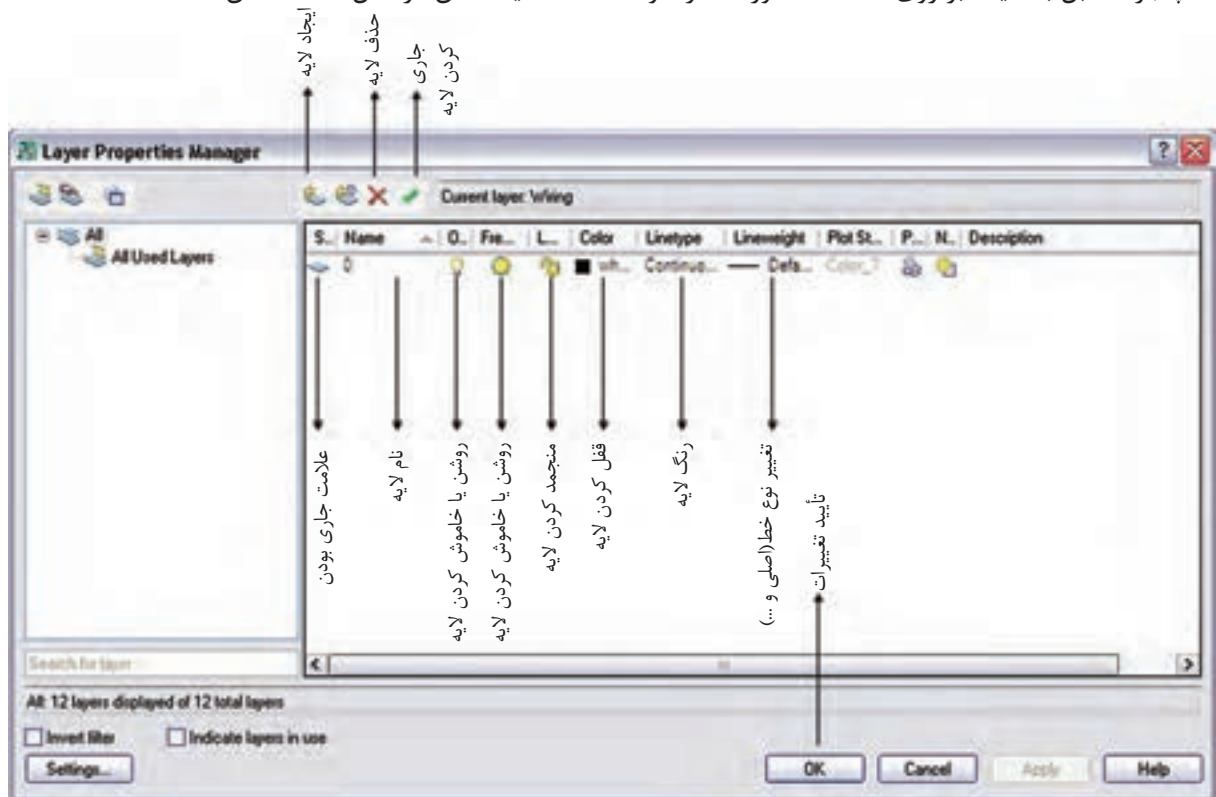 ایجاد لایه
حذف لایه
جاری
کردن لایه
Layer Properties Manager
Current layer: Wiring
All
All Used Layers
S.. Name O.. Fre... L... Color Linetype Lineweight Plot St... P... N.. Description
0 wh... Continuo... Defa... Color_7
علامت جاری بودن
نام لایه
روشن یا خاموش کردن لایه
روشن یا خاموش کردن لایه
منجمد کردن لایه
قفل کردن لایه
رنگ لایه
تغییر نوع خط(اصلی و ...)
تأیید تغییرات
Search for layer
All: 12 layers displayed of 12 total layers
Invert filter Indicate layers in use
Settings... OK Cancel Apply Help